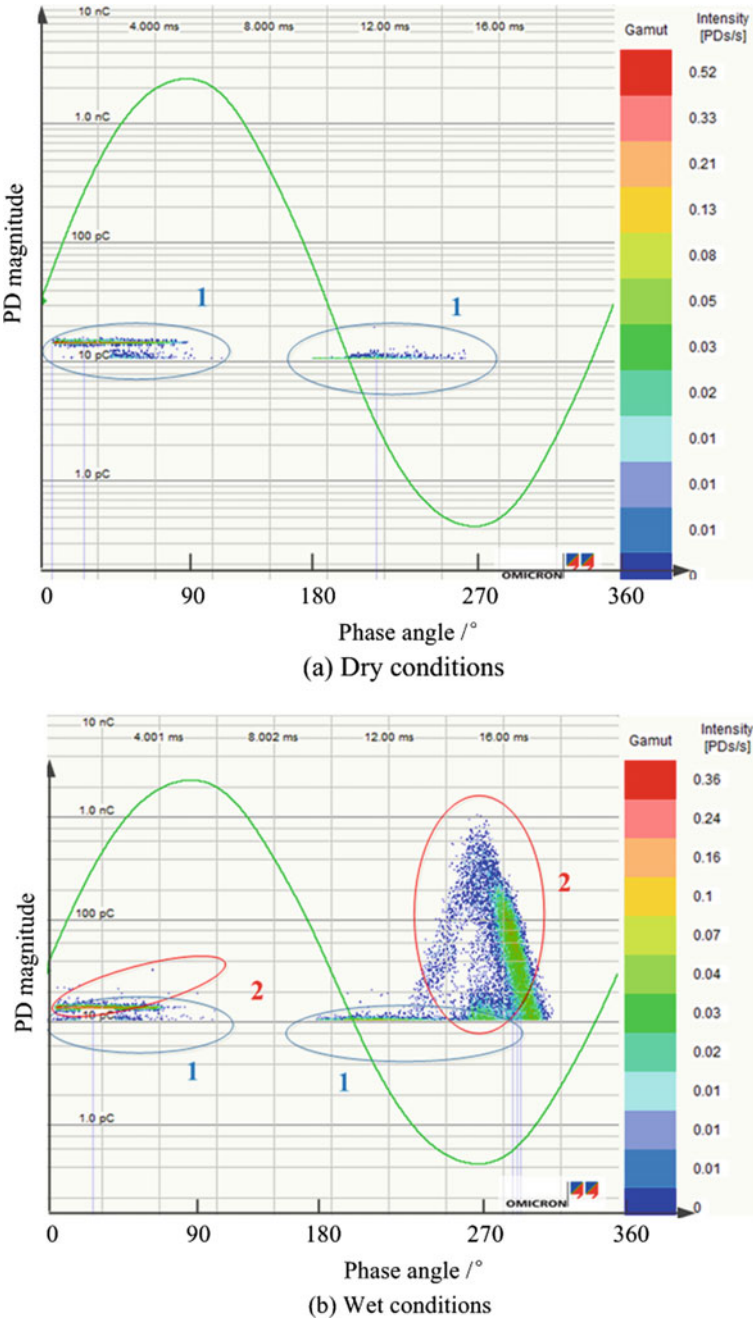 10 nC
4.000 ms 8.000 ms 12.00 ms 16.00 ms
Gamut Intensity [PDs/s]
0.52
0.33
0.21
0.13
0.08
0.05
0.03
0.02
0.01
0.01
0.01
0
1.0 nC
100 pC
10 pC
1.0 pC
1 1
PD magnitude
OMICRON
0 90 180 270 360
Phase angle /°
(a) Dry conditions
10 nC
4.001 ms 8.002 ms 12.00 ms 16.00 ms
Gamut Intensity [PDs/s]
0.36
0.24
0.16
0.1
0.07
0.04
0.03
0.02
0.01
0.01
0.01
0
1.0 nC
100 pC
1.0 pC
2
2
1 1
PD magnitude
OMICRON
0 90 180 270 360
Phase angle /°
(b) Wet conditions